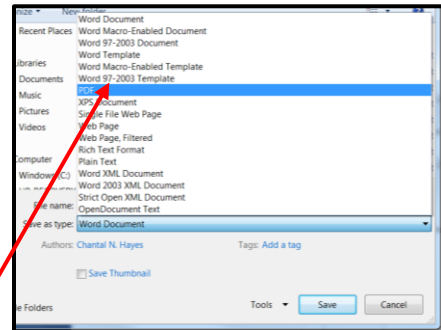 New folder
Word Document
Recent Places Word Macro-Enabled Document
Word 97-2003 Document
Word Template
Libraries Word Macro-Enabled Template
Documents Word 97-2003 Template
PDF
Music XPS Document
Pictures Single File Web Page
Videos Web Page
Web Page, Filtered
Rich Text Format
Computer Plain Text
Windows (C:) Word XML Document
Word 2003 XML Document
Strict Open XML Document
File name: OpenDocument Text
Save as type: Word Document
Authors: Chantal N. Hayes Tags: Add a tag
Save Thumbnail
Folders Tools Save Cancel